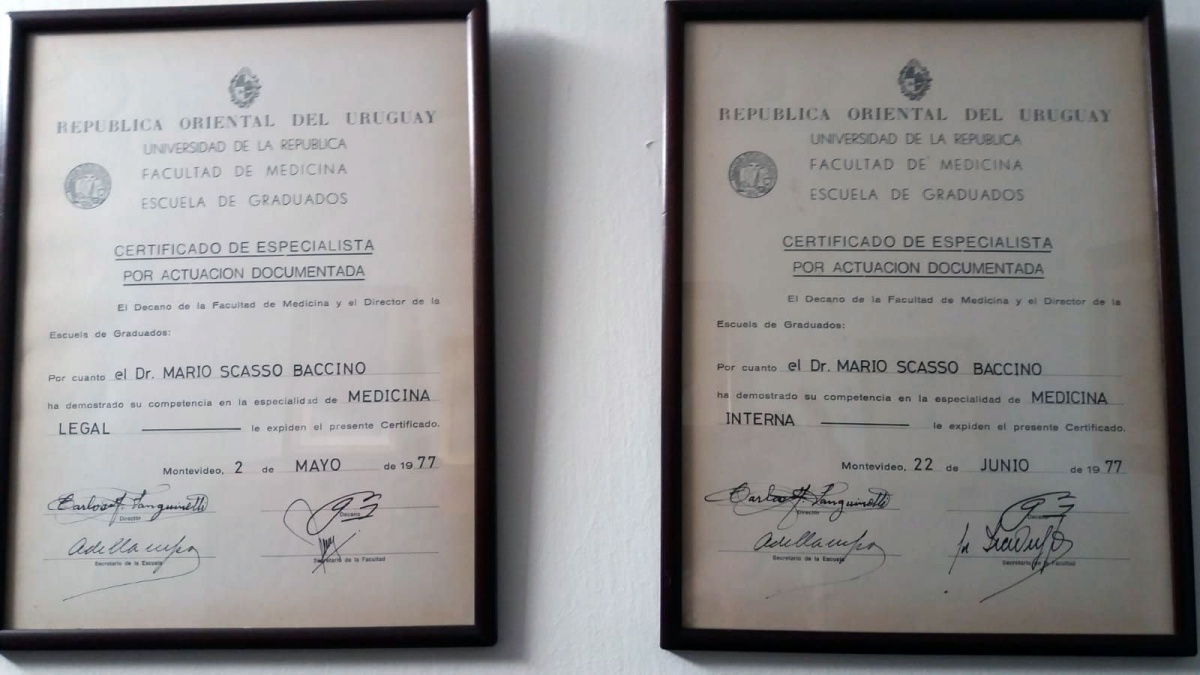 REPUBLICA ORIENTAL DEL URUGUAY
UNIVERSIDAD DE LA REPUBLICA
FACULTAD DE MEDICINA
ESCUELA DE GRADUADOS
CERTIFICADO DE ESPECIALISTA
POR ACTUACION DOCUMENTADA
El Decano de la Facultad de Medicina y el Director de la
Escuela de Graduados:
Por cuanto el Dr. MARIO SCASSO BACCINO
ha demostrado su competencia en la especialidad de MEDICINA
LEGAL le expiden el presente Certificado.
Montevideo, 2 de MAYO de 1977
Carlos A. Sanguinetti
Director Decano
Secretario de la Escuela Secretario de la Facultad
REPUBLICA ORIENTAL DEL URUGUAY
UNIVERSIDAD DE LA REPUBLICA
FACULTAD DE MEDICINA
ESCUELA DE GRADUADOS
CERTIFICADO DE ESPECIALISTA
POR ACTUACION DOCUMENTADA
El Decano de la Facultad de Medicina y el Director de la
Escuela de Graduados:
Por cuanto el Dr. MARIO SCASSO BACCINO
ha demostrado su competencia en la especialidad de MEDICINA
INTERNA le expiden el presente Certificado.
Montevideo, 22 de JUNIO de 1977
Carlos A. Sanguinetti
Director Decano
Secretario de la Escuela Secretario de la Facultad